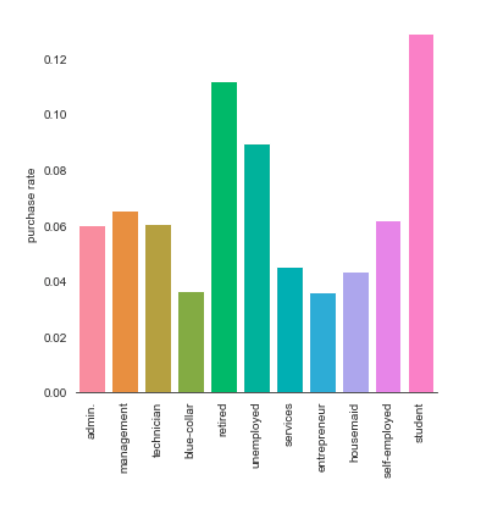 0.12
0.10
0.08
0.06
0.04
0.02
0.00
purchase rate
admin.
management
technician
blue-collar
retired
unemployed
services
entrepreneur
housemaid
self-employed
student